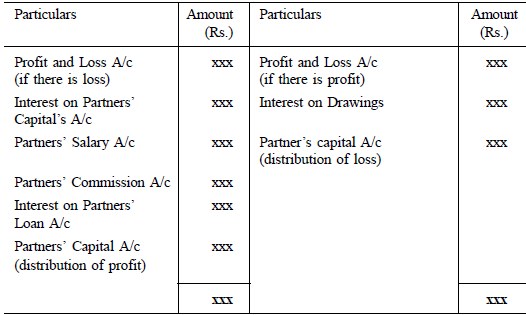 Particulars Amount Particulars Amount
(Rs.) (Rs.)
Profit and Loss A/c xxx Profit and Loss A/c xxx
(if there is loss) (if there is profit)
Interest on Partners' xxx Interest on Drawings xxx
Capital's A/c
Partners' Salary A/c xxx Partner's capital A/c xxx
(distribution of loss)
Partners' Commission A/c xxx
Interest on Partners' xxx
Loan A/c
Partners' Capital A/c xxx
(distribution of profit)
xxx xxx